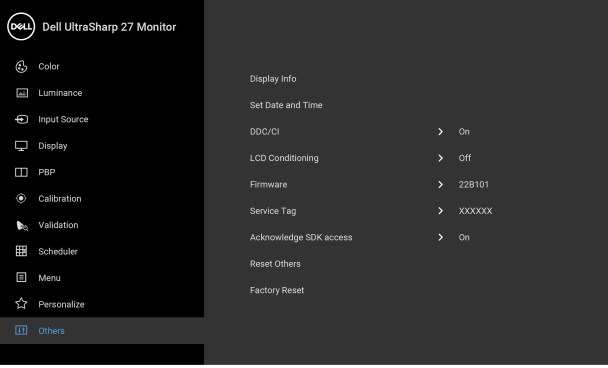 DELL
Dell UltraSharp 27 Monitor
Color
Luminance
Input Source
Display
PBP
Calibration
Validation
Scheduler
Menu
Personalize
Others
Display Info
Set Date and Time
DDC/CI > On
LCD Conditioning > Off
Firmware > 22B101
Service Tag > XXXXXX
Acknowledge SDK access > On
Reset Others
Factory Reset